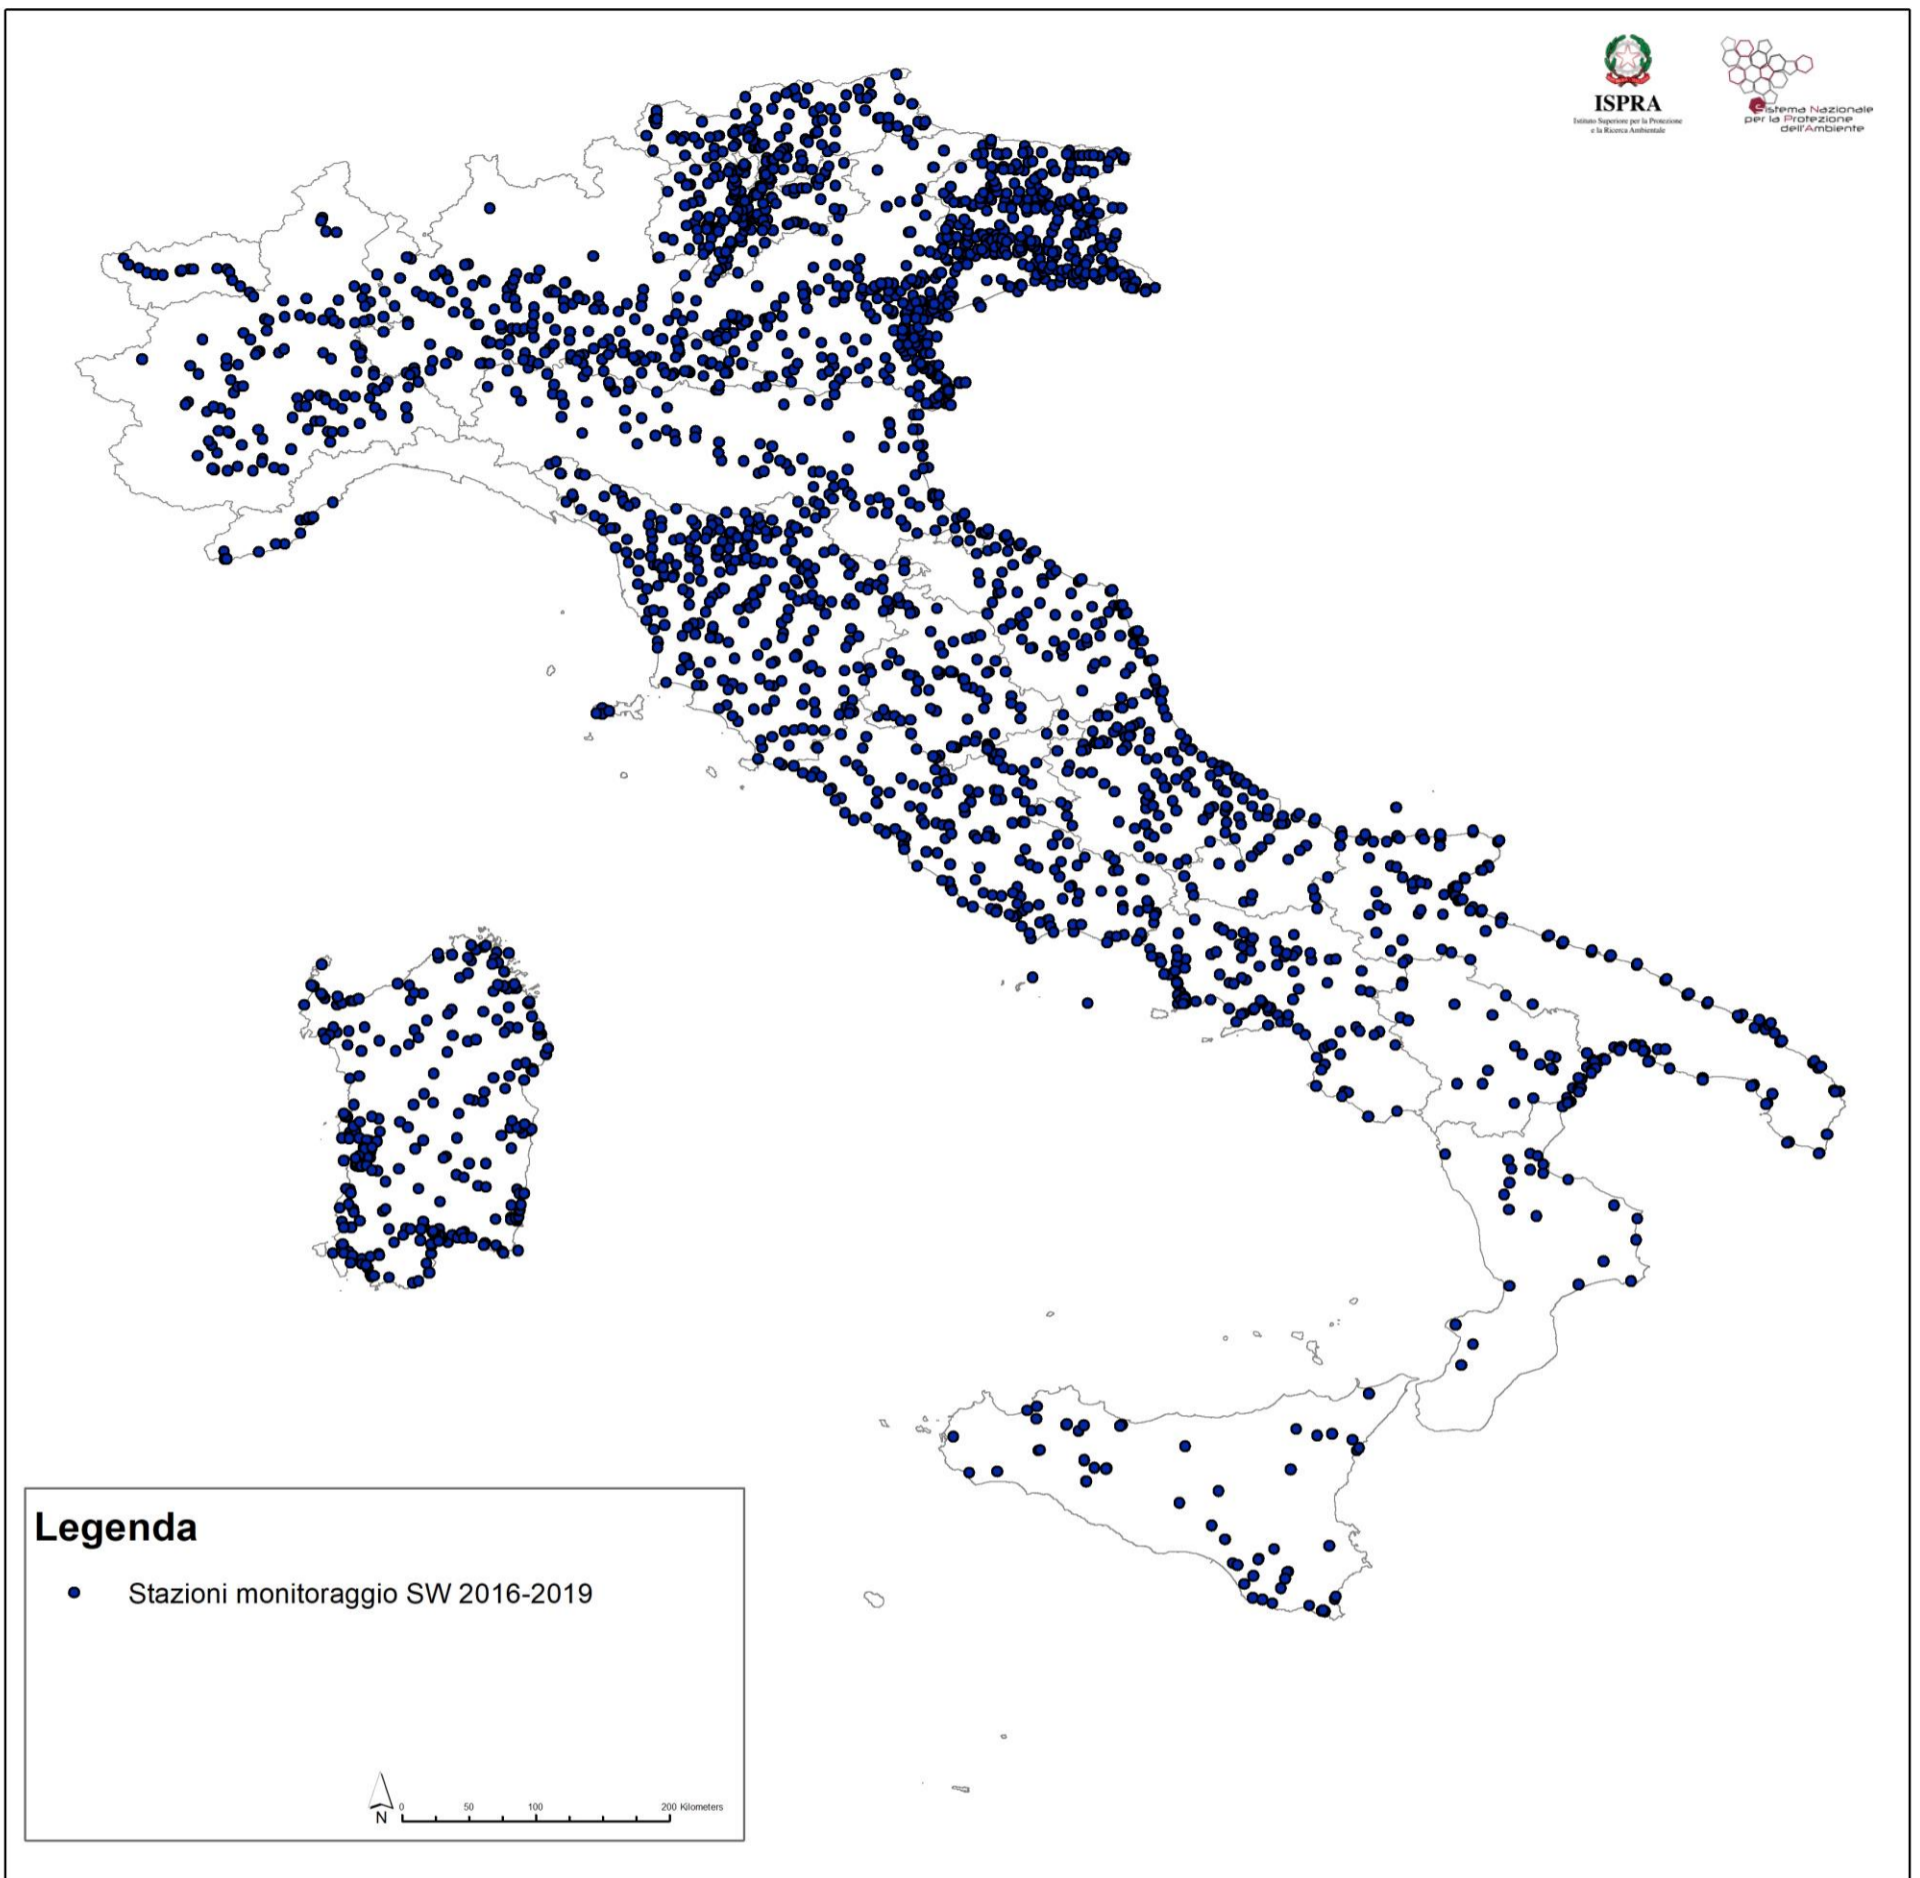 ISPRA
Istituto Superiore per la Protezione
e la Ricerca Ambientale
Sistema Nazionale
per la Protezione
dell'Ambiente
Legenda
Stazioni monitoraggio SW 2016-2019
N
0 50 100 200 Kilometers